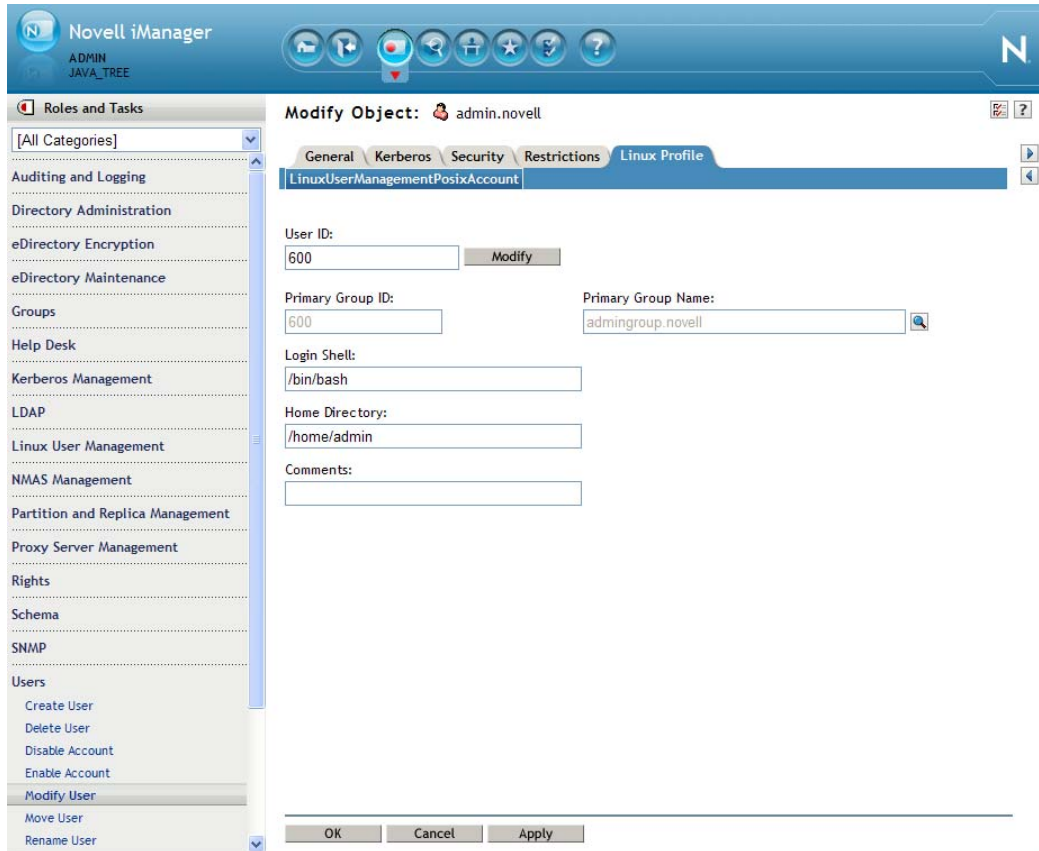 Novell iManager
ADMIN
JAVA_TREE
N
Roles and Tasks
[All Categories]
Auditing and Logging
Directory Administration
eDirectory Encryption
eDirectory Maintenance
Groups
Help Desk
Kerberos Management
LDAP
Linux User Management
NMAS Management
Partition and Replica Management
Proxy Server Management
Rights
Schema
SNMP
Users
Create User
Delete User
Disable Account
Enable Account
Modify User
Move User
Rename User
Modify Object: admin.novell
General Kerberos Security Restrictions Linux Profile
LinuxUserManagementPosixAccount
User ID:
600 Modify
Primary Group ID: Primary Group Name:
600 admingroup.novell
Login Shell:
/bin/bash
Home Directory:
/home/admin
Comments:
OK Cancel Apply